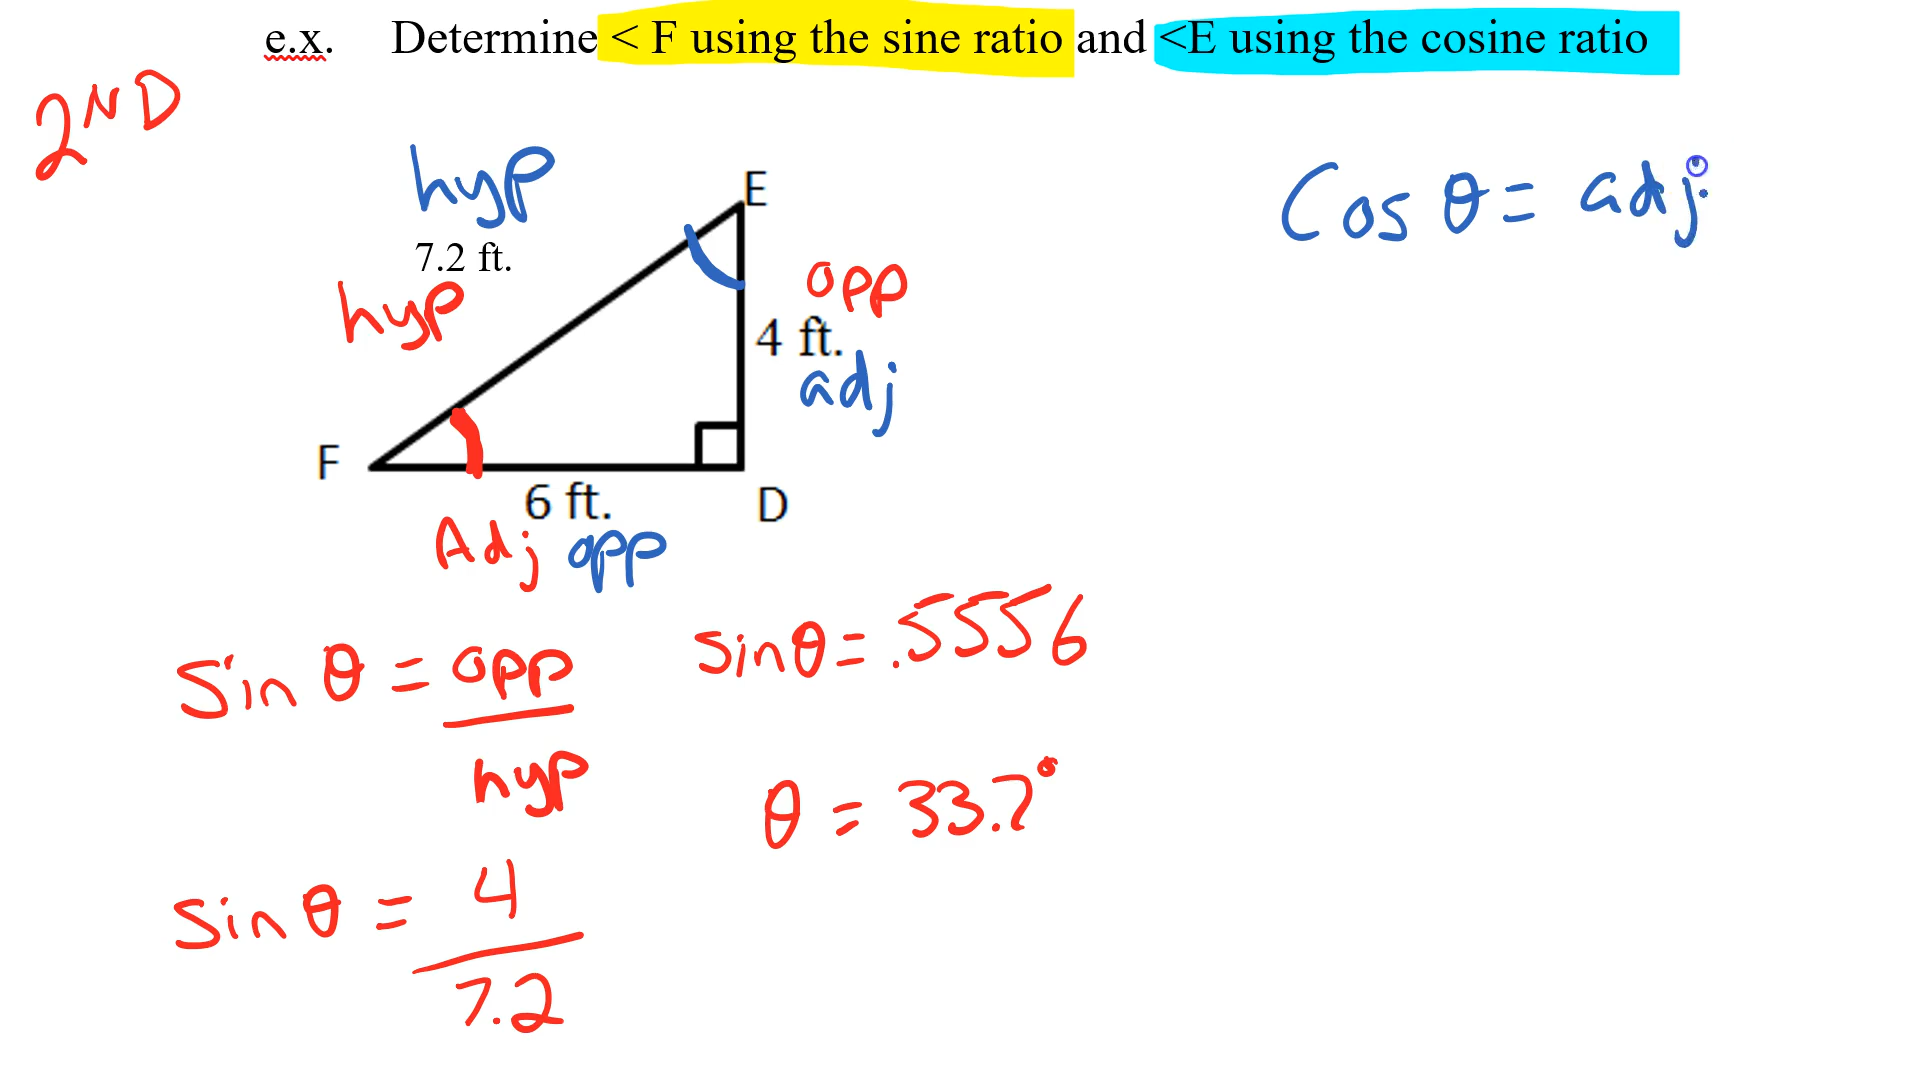 e.x. Determine < F using the sine ratio and <E using the cosine ratio
2ND
hyp
E
Cos θ = adj
7.2 ft.
opp
hyp
4 ft.
adj
F
6 ft.
D
Adj opp
Sin θ = opp
hyp
sinθ = .5556
θ = 33.7°
sin θ = 4
7.2